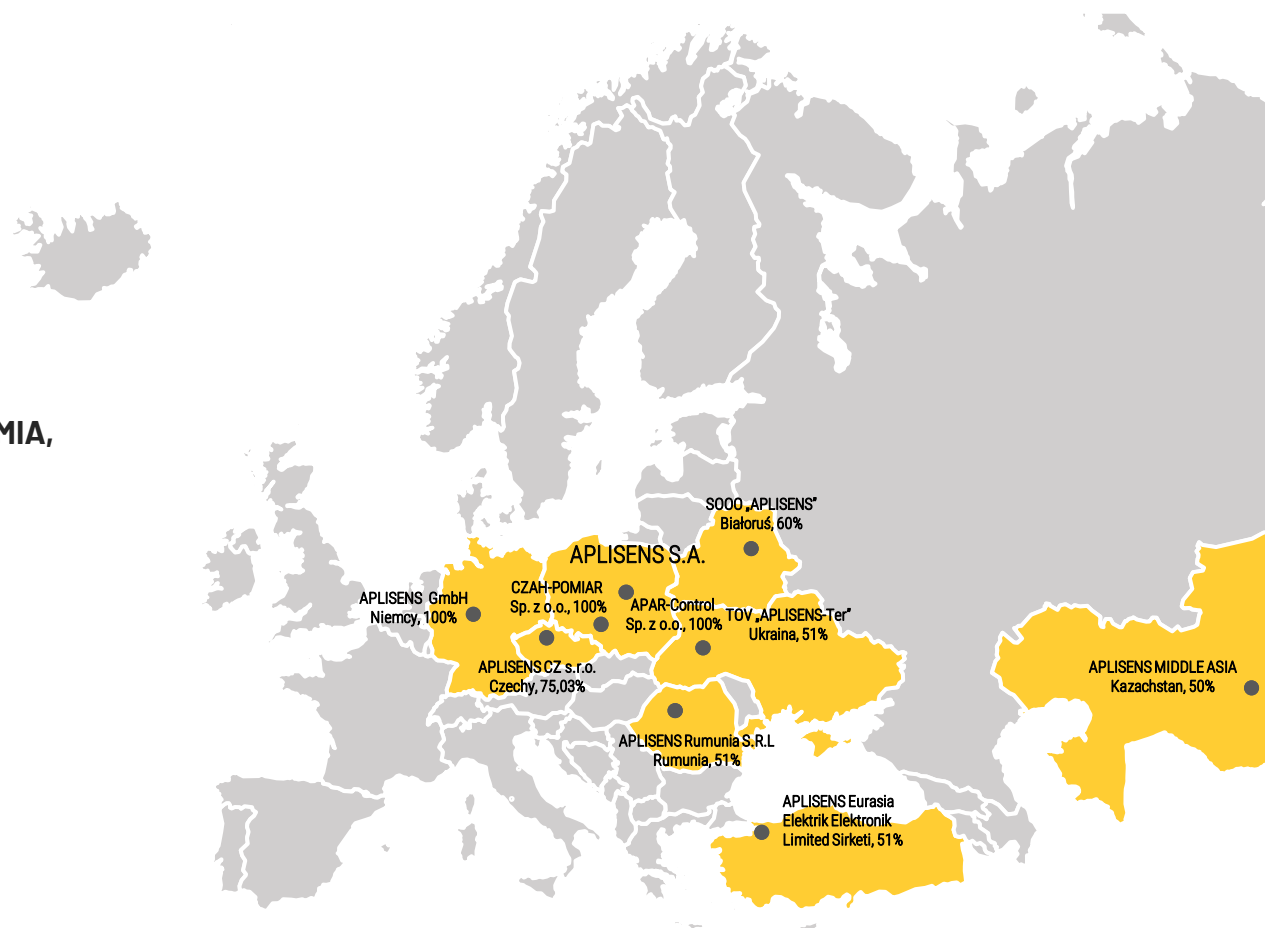 MIA,
SOOO „APLISENS”
Białoruś, 60%
APLISENS S.A.
CZAH-POMIAR
Sp. z o.o., 100%
APLISENS GmbH
Niemcy, 100%
APAR-Control
Sp. z o.o., 100%
TOV „APLISENS-Ter”
Ukraina, 51%
APLISENS CZ s.r.o.
Czechy, 75,03%
APLISENS MIDDLE ASIA
Kazachstan, 50%
APLISENS Rumunia S.R.L
Rumunia, 51%
APLISENS Eurasia
Elektrik Elektronik
Limited Sirketi, 51%